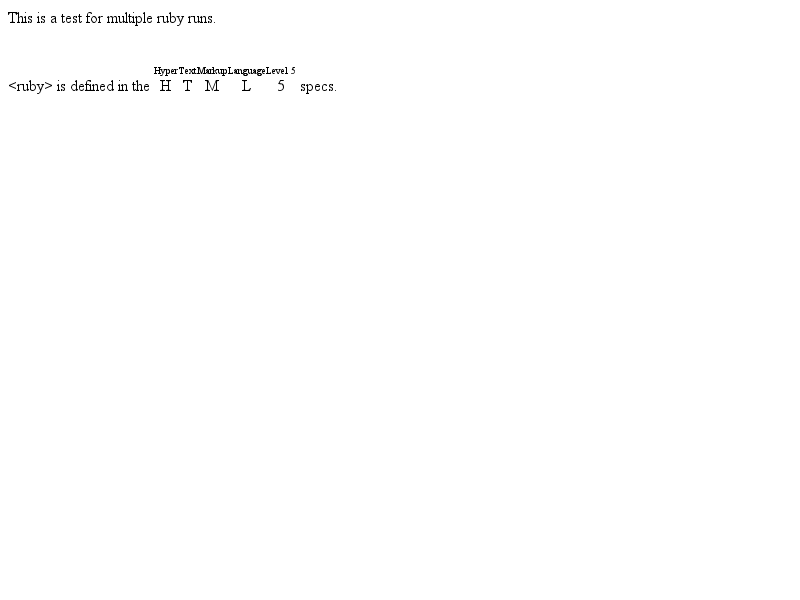 This is a test for multiple ruby runs.
HyperTextMarkupLanguageLevel 5
<ruby> is defined in the H T M L 5 specs.